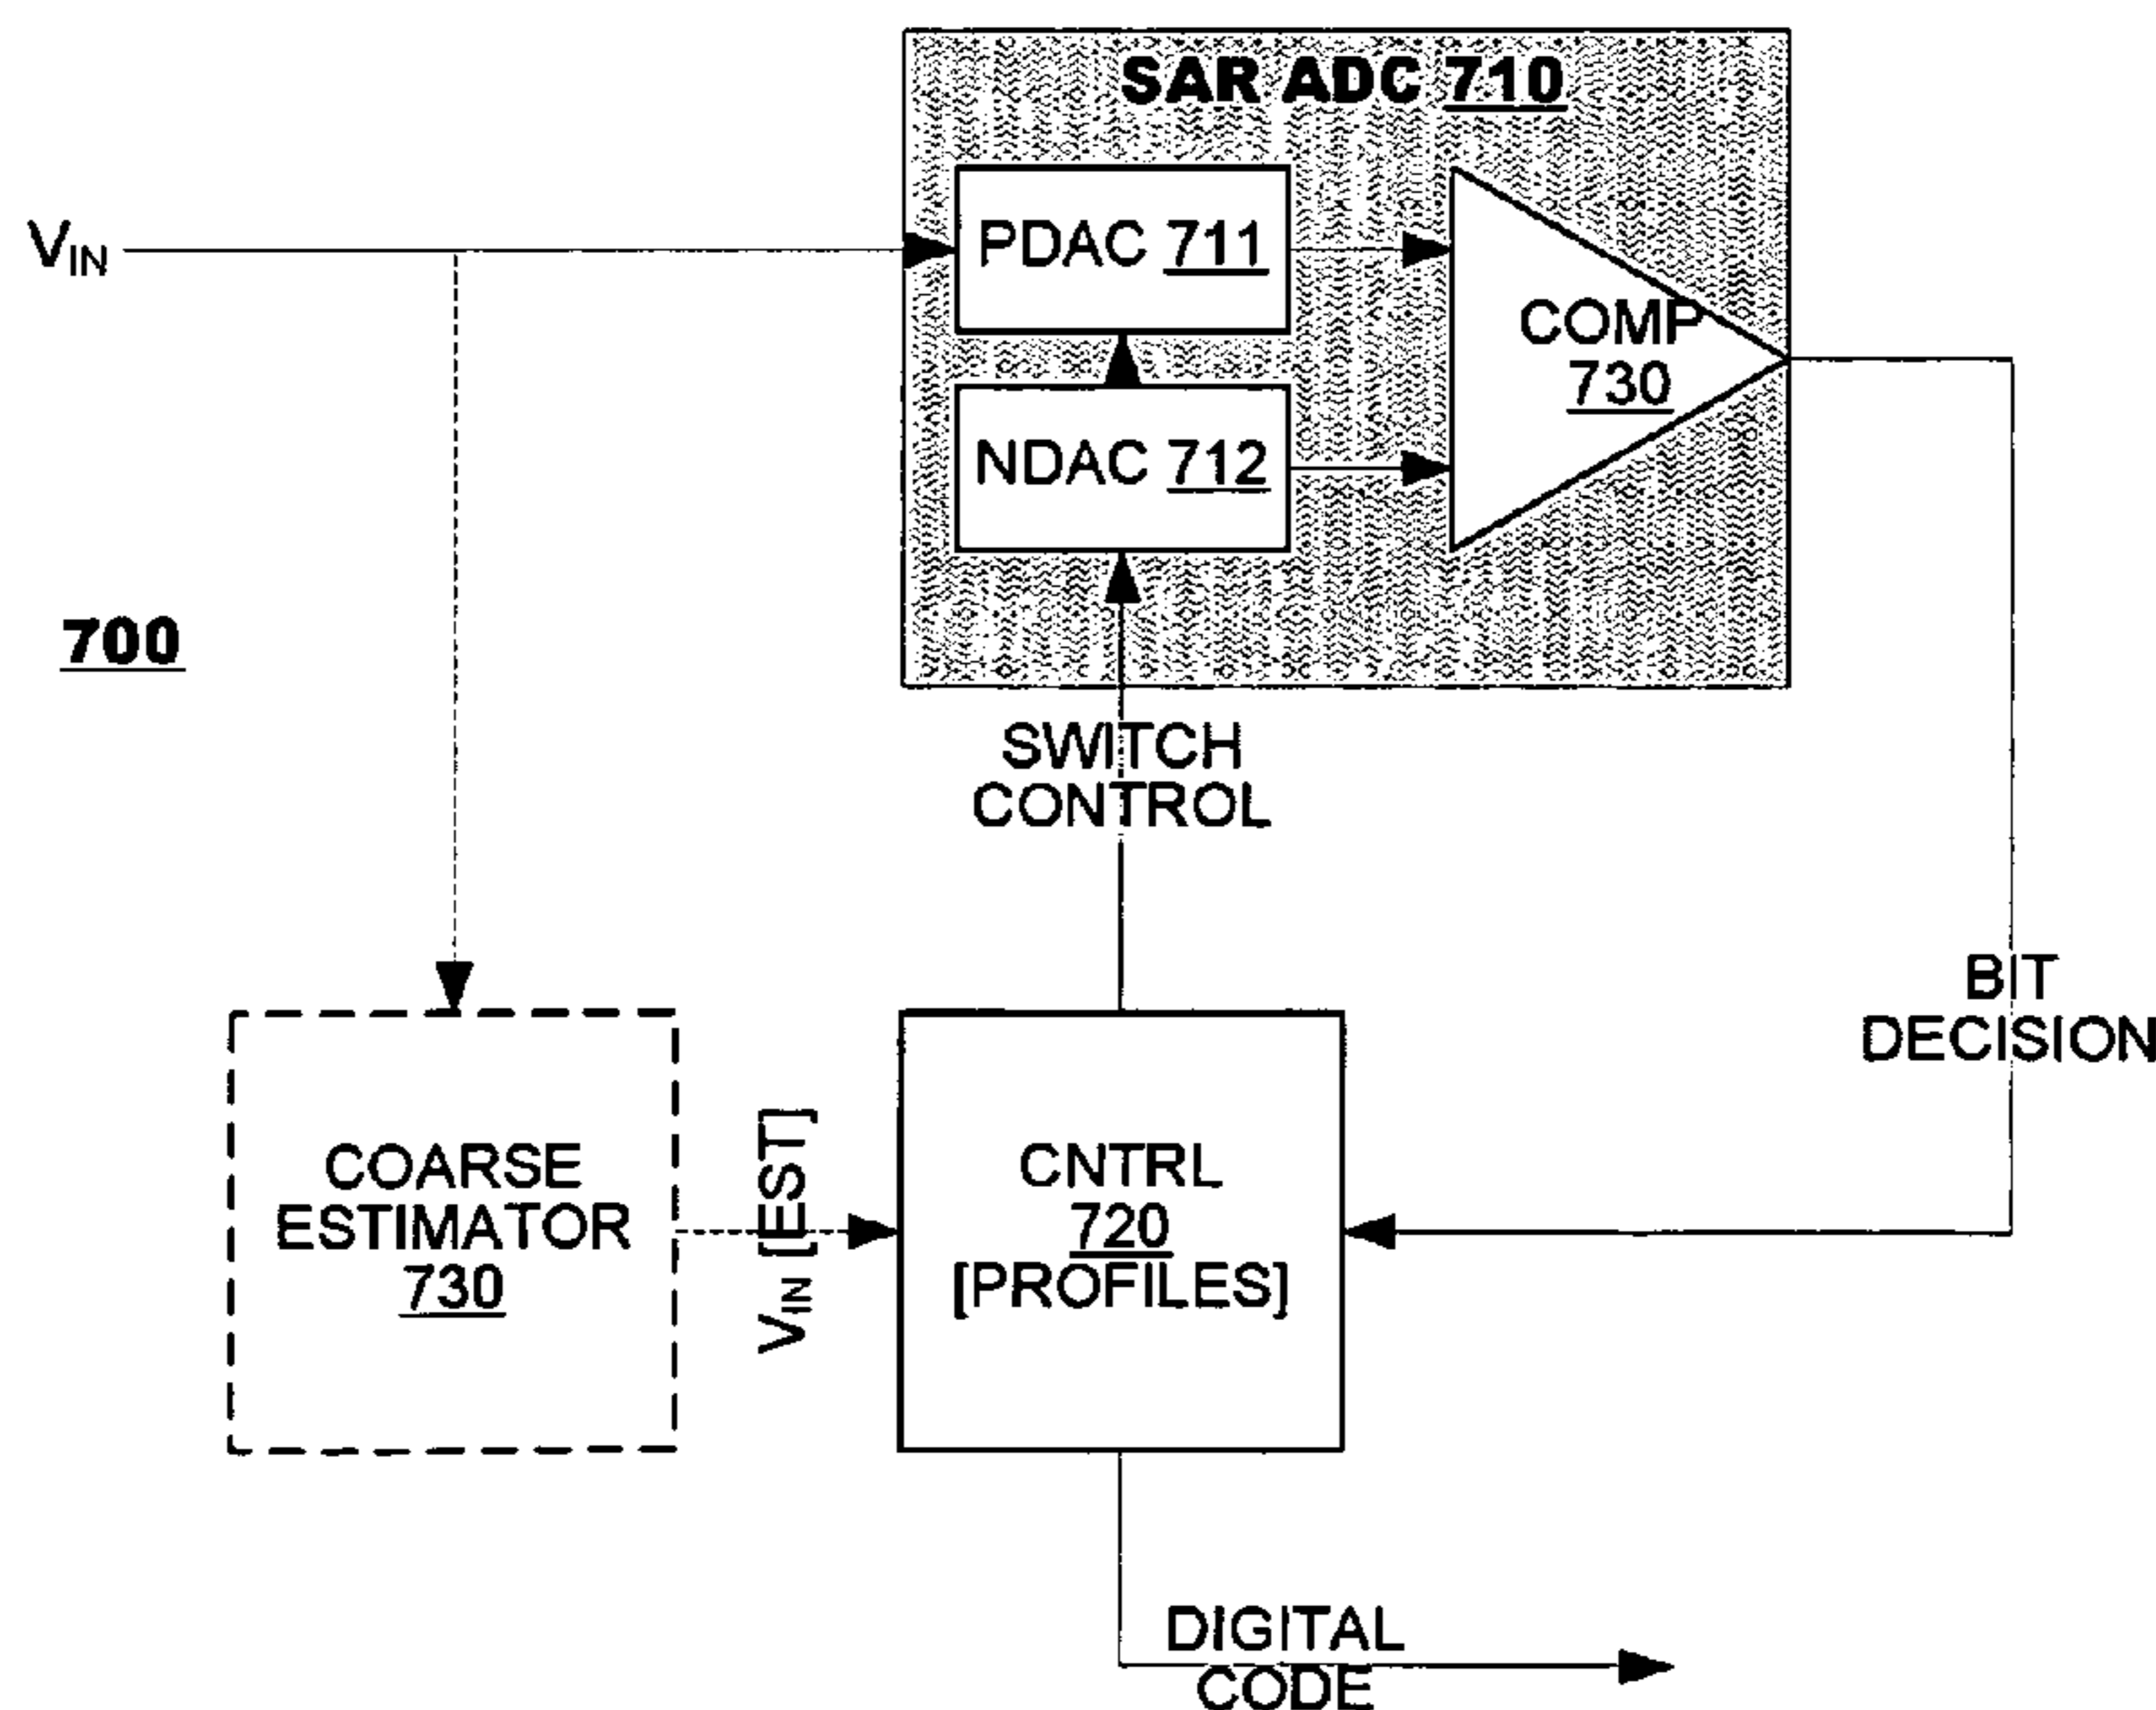 SAR ADC 710
V_IN
PDAC 711
COMP
730
NDAC 712
700
SWITCH
CONTROL
BIT
DECISION
COARSE
ESTIMATOR
730
V_IN [EST]
CNTRL
720
[PROFILES]
DIGITAL
CODE